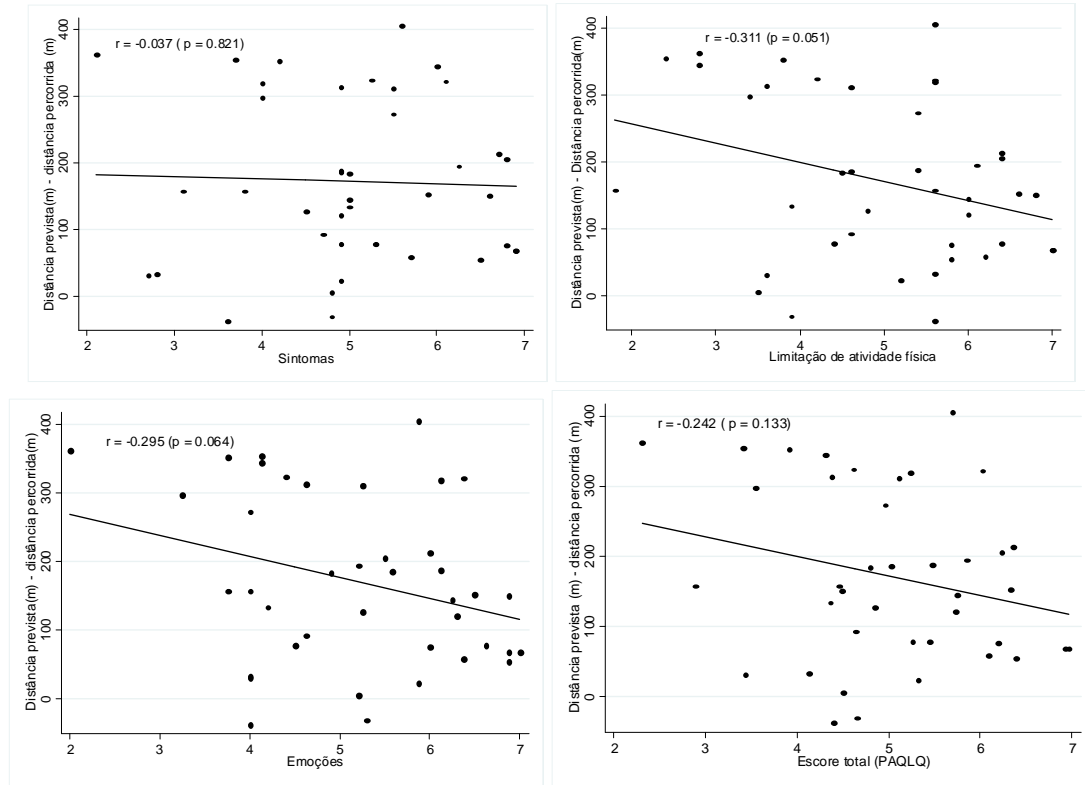 Distância prevista(m) - distância percorrida (m)
400
300
200
100
0
r = -0.037 ( p = 0.821)
2 3 4 5 6 7
Sintomas
Distância prevista(m) - Distância percorrida(m)
400
300
200
100
0
r = -0.311 (p = 0.051)
2 3 4 5 6 7
Limitação de atividade física
Distância prevista(m) - distância percorrida(m)
400
300
200
100
0
r = -0.295 (p = 0.064)
2 3 4 5 6 7
Emoções
Distância prevista (m) - distância percorrida (m)
400
300
200
100
0
r = -0.242 ( p = 0.133)
2 3 4 5 6 7
Escore total (PAQLQ)